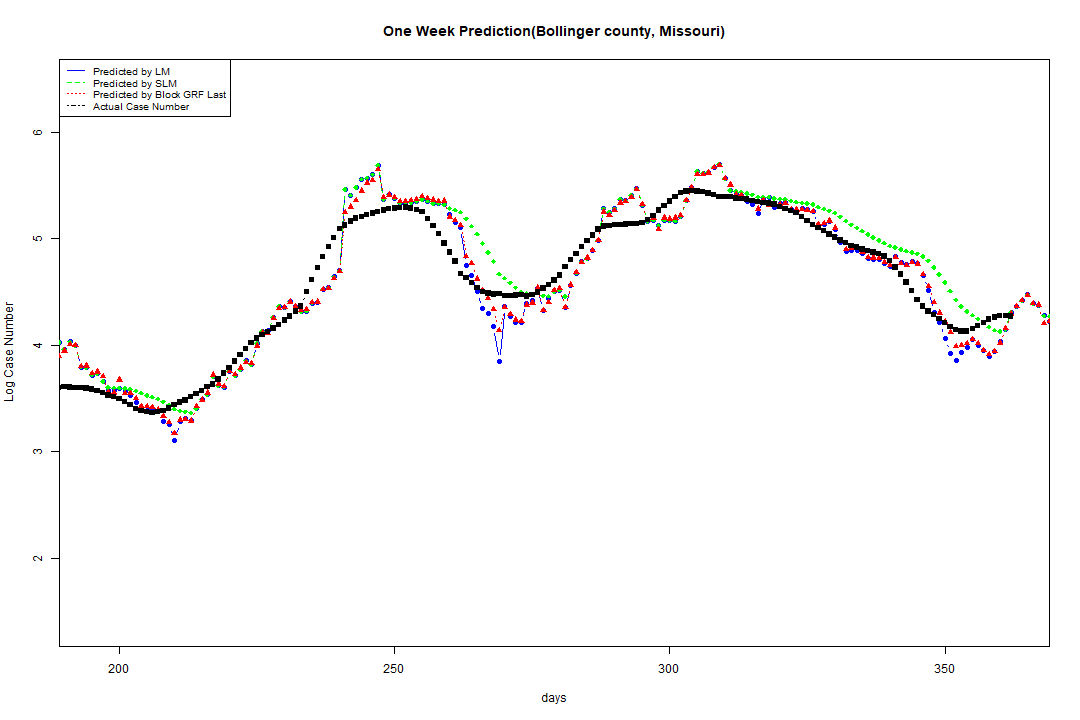 One Week Prediction(Bollinger county, Missouri)
Predicted by LM
Predicted by SLM
Predicted by Block GRF Last
Actual Case Number
6
5
4
3
2
Log Case Number
200 250 300 350
days